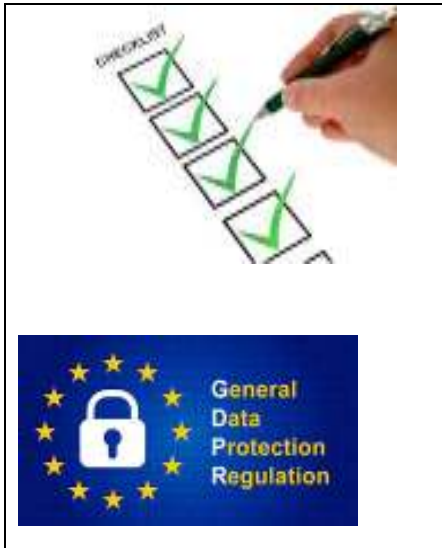 CHECKLIST
General
Data
Protection
Regulation